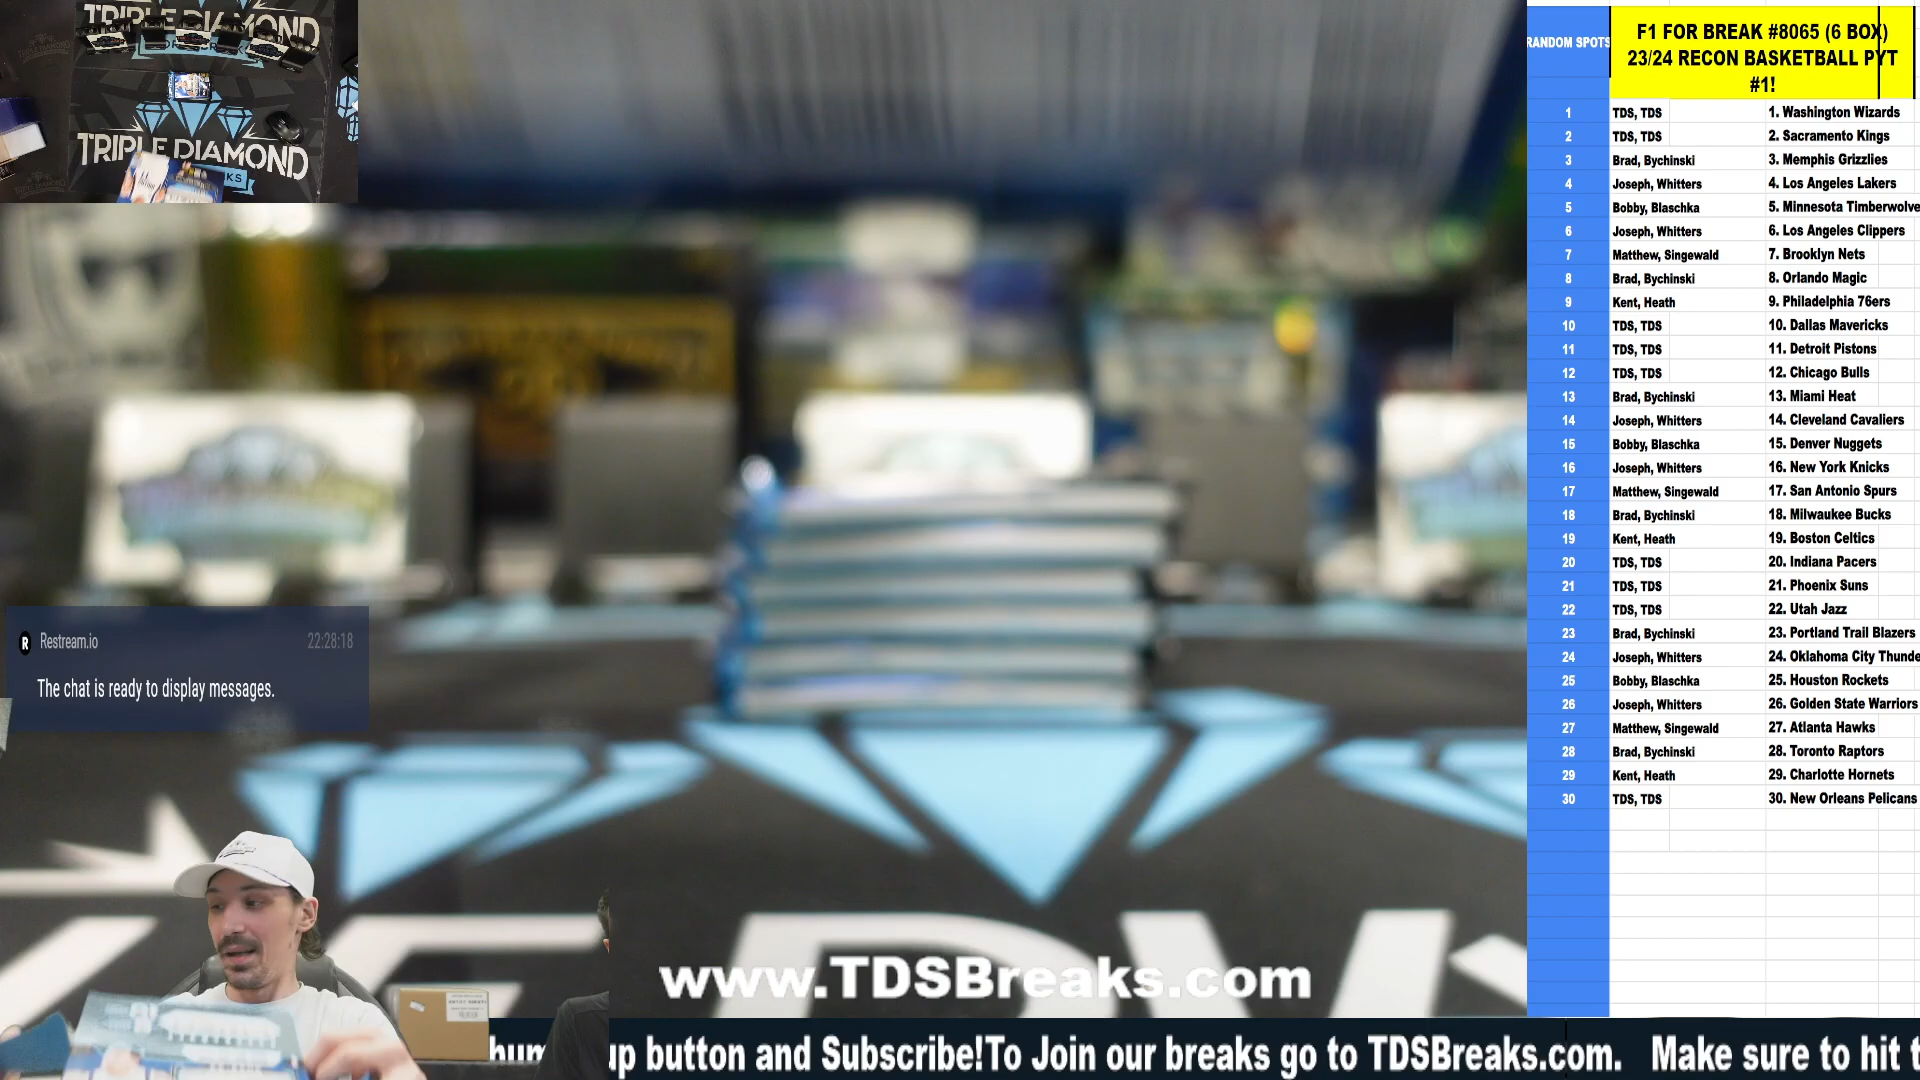 TRIPLE DIAMOND
TRIPLE DIAMOND
KS
RANDOM SPOTS
F1 FOR BREAK #8065 (6 BOX)
23/24 RECON BASKETBALL PYT
#1!
1 TDS, TDS 1. Washington Wizards
2 TDS, TDS 2. Sacramento Kings
3 Brad, Bychinski 3. Memphis Grizzlies
4 Joseph, Whitters 4. Los Angeles Lakers
5 Bobby, Blaschka 5. Minnesota Timberwolve
6 Joseph, Whitters 6. Los Angeles Clippers
7 Matthew, Singewald 7. Brooklyn Nets
8 Brad, Bychinski 8. Orlando Magic
9 Kent, Heath 9. Philadelphia 76ers
10 TDS, TDS 10. Dallas Mavericks
11 TDS, TDS 11. Detroit Pistons
12 TDS, TDS 12. Chicago Bulls
13 Brad, Bychinski 13. Miami Heat
14 Joseph, Whitters 14. Cleveland Cavaliers
15 Bobby, Blaschka 15. Denver Nuggets
16 Joseph, Whitters 16. New York Knicks
17 Matthew, Singewald 17. San Antonio Spurs
18 Brad, Bychinski 18. Milwaukee Bucks
19 Kent, Heath 19. Boston Celtics
20 TDS, TDS 20. Indiana Pacers
21 TDS, TDS 21. Phoenix Suns
22 TDS, TDS 22. Utah Jazz
23 Brad, Bychinski 23. Portland Trail Blazers
24 Joseph, Whitters 24. Oklahoma City Thunde
25 Bobby, Blaschka 25. Houston Rockets
26 Joseph, Whitters 26. Golden State Warriors
27 Matthew, Singewald 27. Atlanta Hawks
28 Brad, Bychinski 28. Toronto Raptors
29 Kent, Heath 29. Charlotte Hornets
30 TDS, TDS 30. New Orleans Pelicans
R Restream.io 22:28:18
The chat is ready to display messages.
www.TDSBreaks.com
up button and Subscribe!To Join our breaks go to TDSBreaks.com. Make sure to hit t